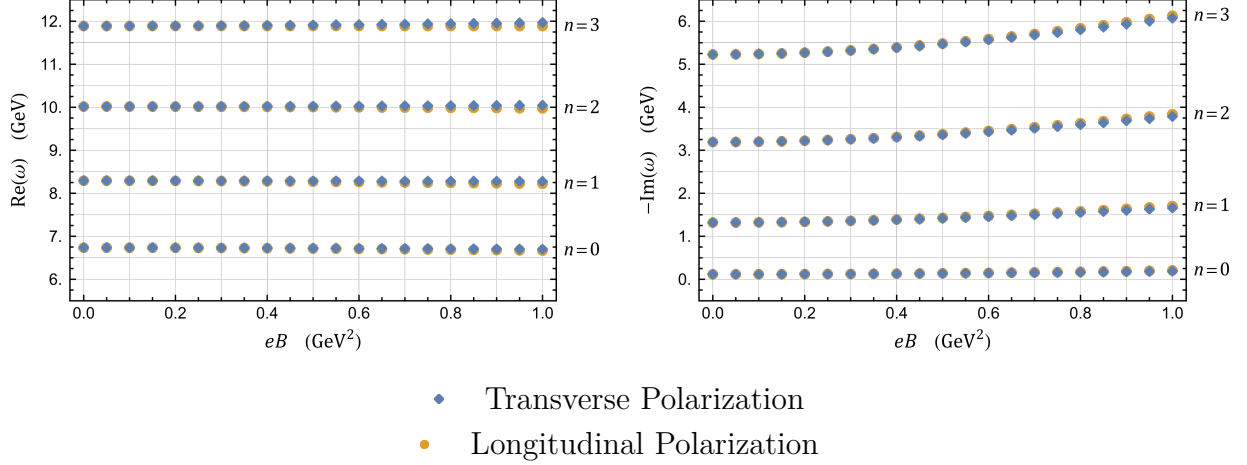 12.
11.
10.
9.
8.
7.
6.
Re(ω) (GeV)
n=3
n=2
n=1
n=0
0.0 0.2 0.4 0.6 0.8 1.0
eB (GeV²)
6.
5.
4.
3.
2.
1.
0.
−Im(ω) (GeV)
n=3
n=2
n=1
n=0
0.0 0.2 0.4 0.6 0.8 1.0
eB (GeV²)
Transverse Polarization
Longitudinal Polarization